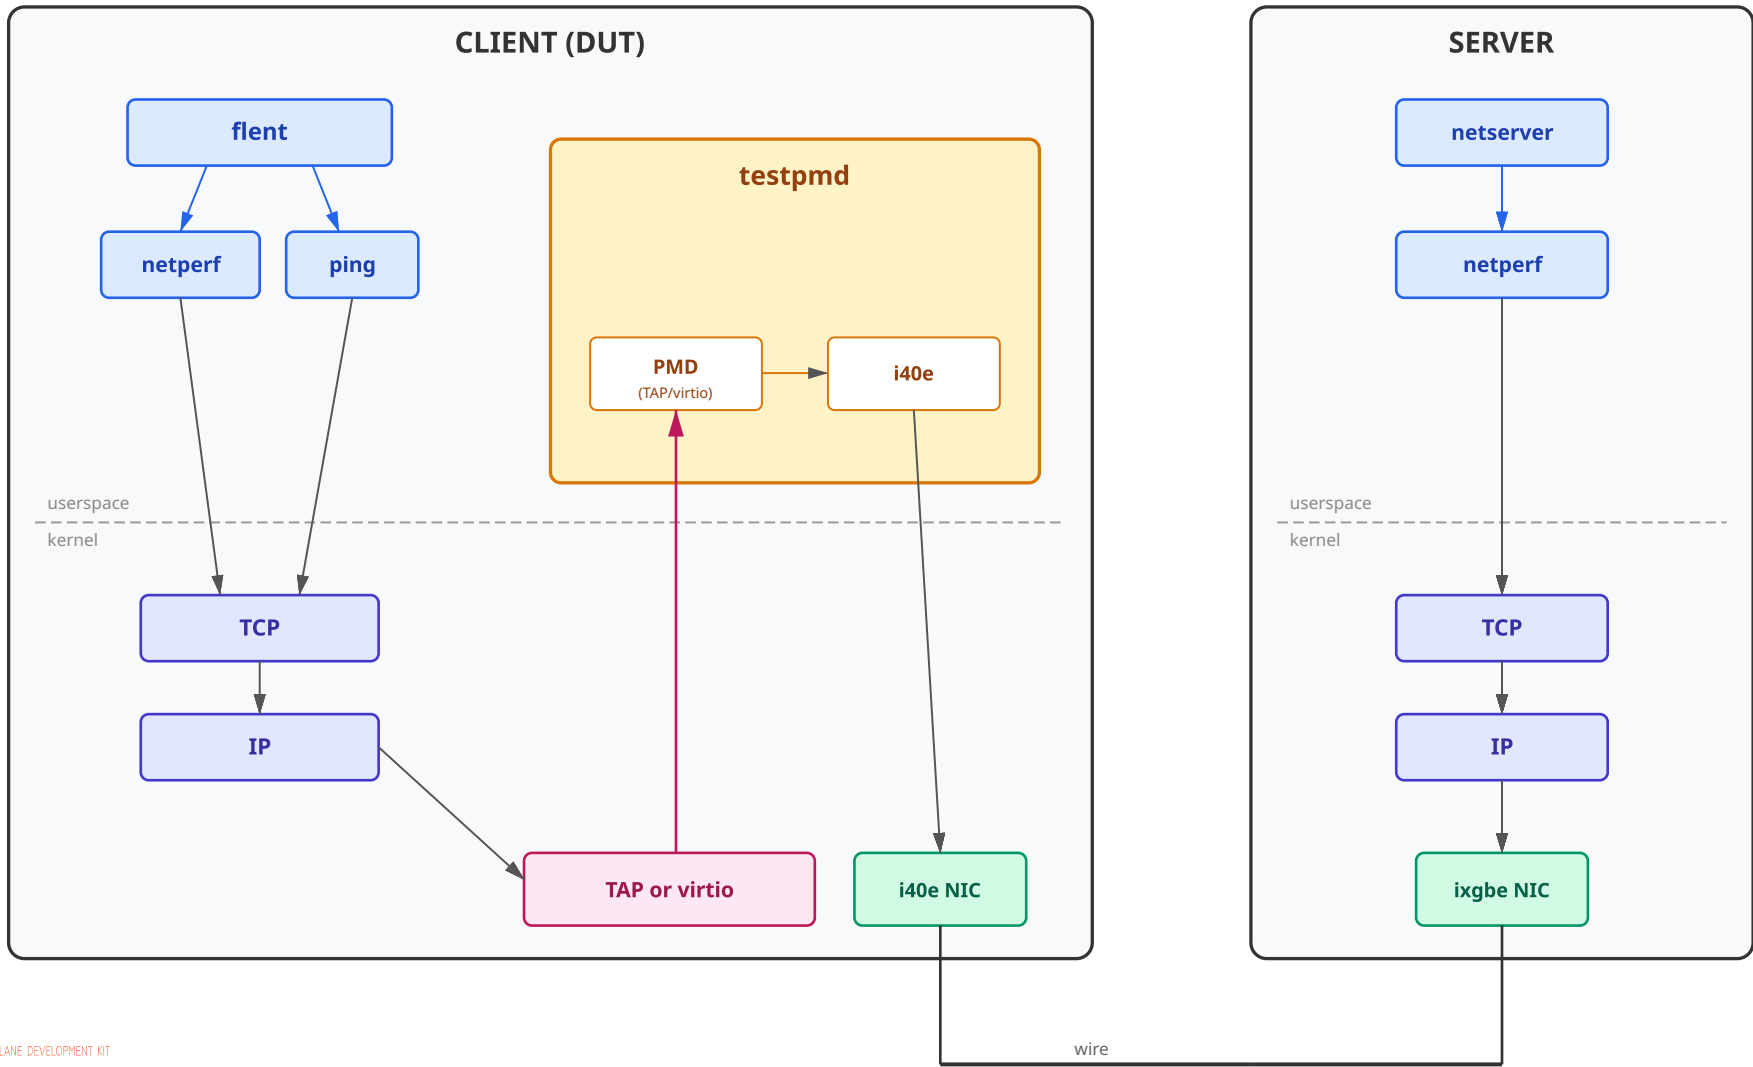 CLIENT (DUT)
flent
netperf
ping
testpmd
PMD
(TAP/virtio)
i40e
userspace
kernel
TCP
IP
TAP or virtio
i40e NIC
SERVER
netserver
netperf
userspace
kernel
TCP
IP
ixgbe NIC
wire
LANE DEVELOPMENT KIT